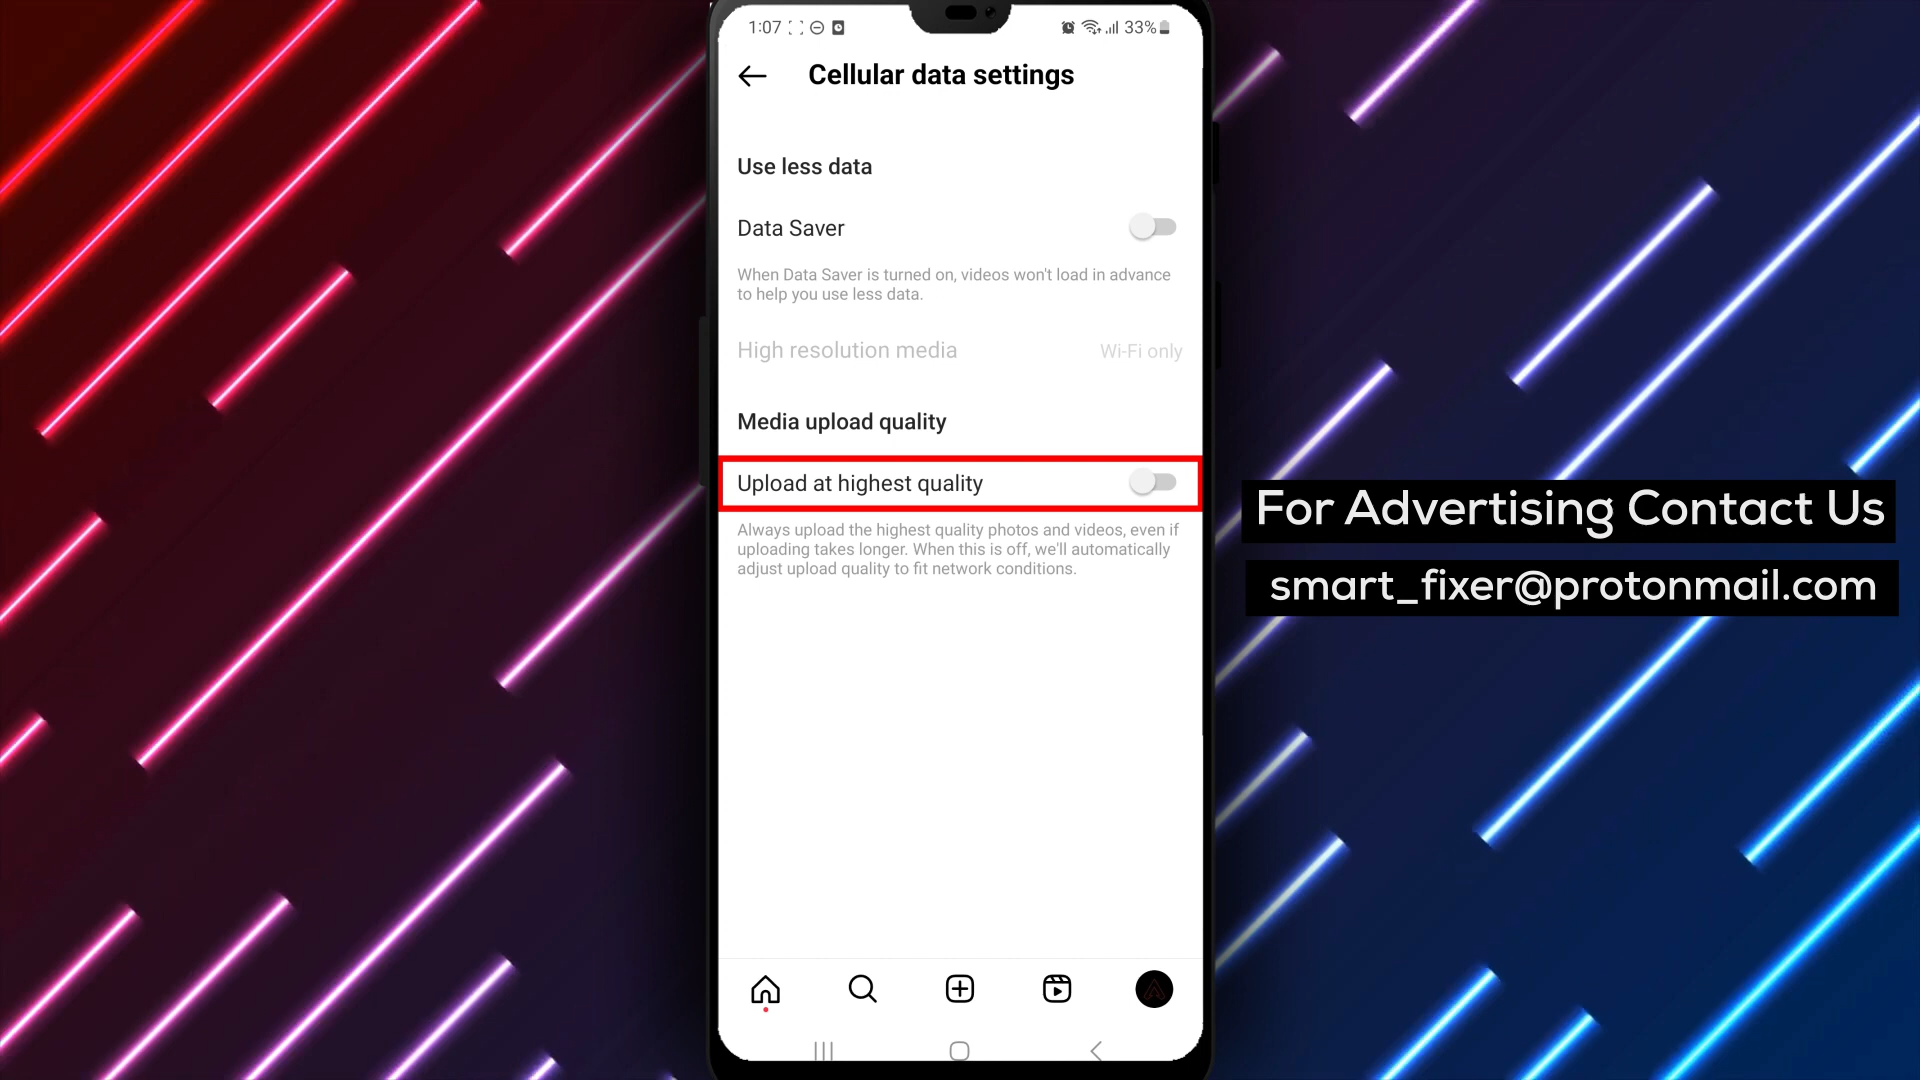 1:07
33%
Cellular data settings
Use less data
Data Saver
When Data Saver is turned on, videos won't load in advance
to help you use less data.
High resolution media Wi-Fi only
Media upload quality
Upload at highest quality
Always upload the highest quality photos and videos, even if
uploading takes longer. When this is off, we'll automatically
adjust upload quality to fit network conditions.
For Advertising Contact Us
smart_fixer@protonmail.com